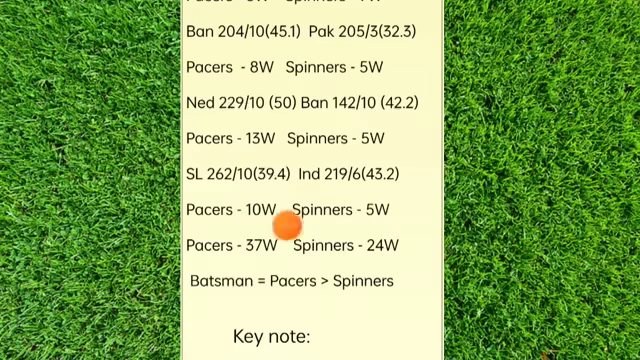 Ban 204/10(45.1) Pak 205/3(32.3)
Pacers - 8W Spinners - 5W
Ned 229/10 (50) Ban 142/10 (42.2)
Pacers - 13W Spinners - 5W
SL 262/10(39.4) Ind 219/6(43.2)
Pacers - 10W Spinners - 5W
Pacers - 37W Spinners - 24W
Batsman = Pacers > Spinners
Key note: